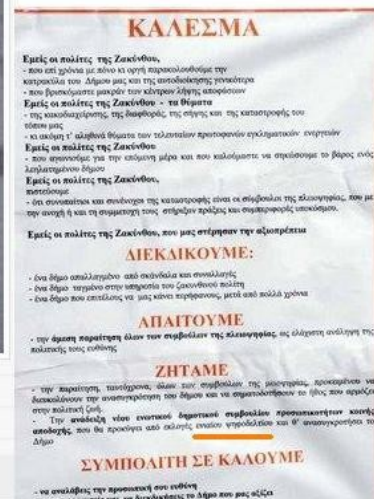 ΚΑΛΕΣΜΑ
Εμείς οι πολίτες της Ζακύνθου,
- που επί χρόνια με πόνο κι οργή παρακολουθούμε την
κατρακύλα του Δήμου μας και της αυτοδιοίκησης γενικότερα
- που βρισκόμαστε μακράν των κέντρων λήψης αποφάσεων
Εμείς οι πολίτες της Ζακύνθου - τα θύματα
- της κακοδιαχείρισης, της διαφθοράς, της σήψης και της καταστροφής του
τόπου μας
- κι ακόμη τ' αληθινά θύματα των τελευταίων πρωτοφανών εγκληματικών ενεργειών
Εμείς οι πολίτες της Ζακύνθου
- που αγωνιούμε για την επόμενη μέρα και που καλούμαστε να σηκώσουμε το βάρος ενός
λεηλατημένου δήμου
Εμείς οι πολίτες της Ζακύνθου,
πιστεύουμε
- ότι συνυπαίτιοι και συνένοχοι της καταστροφής είναι οι σύμβουλοι της πλειοψηφίας, που με
την ανοχή ή και τη συμμετοχή τους στήριξαν πράξεις και συμπεριφορές υποκόσμου.
Εμείς οι πολίτες της Ζακύνθου, που μας στέρησαν την αξιοπρέπεια
ΔΙΕΚΔΙΚΟΥΜΕ:
- ένα δήμο απαλλαγμένο από σκάνδαλα και συναλλαγές
- ένα δήμο ταγμένο στην υπηρεσία του ζακυνθινού πολίτη
- ένα δήμο που επιτέλους να μας κάνει περήφανους, μετά από πολλά χρόνια
ΑΠΑΙΤΟΥΜΕ
- την άμεση παραίτηση όλων των συμβούλων της πλειοψηφίας, ως ελάχιστη ανάληψη της
πολιτικής τους ευθύνης
ΖΗΤΑΜΕ
- την παραίτηση, ταυτόχρονα, όλων των συμβούλων της μειοψηφίας, προκειμένου να
διευκολύνουν την ανασυγκρότηση του δήμου και να σηματοδοτήσουν το ήθος που αρμόζει
στην πολιτική ζωή.
- Την ανάδειξη νέου ενωτικού δημοτικού συμβουλίου προσωπικοτήτων κοινής
αποδοχής, που θα προκύψει από εκλογές ενιαίου ψηφοδελτίου και θ' ανασυγκροτήσει το
Δήμο
ΣΥΜΠΟΛΙΤΗ ΣΕ ΚΑΛΟΥΜΕ
- να αναλάβεις την προσωπική σου ευθύνη
να διεκδικήσεις το Δήμο που μας αξίζει